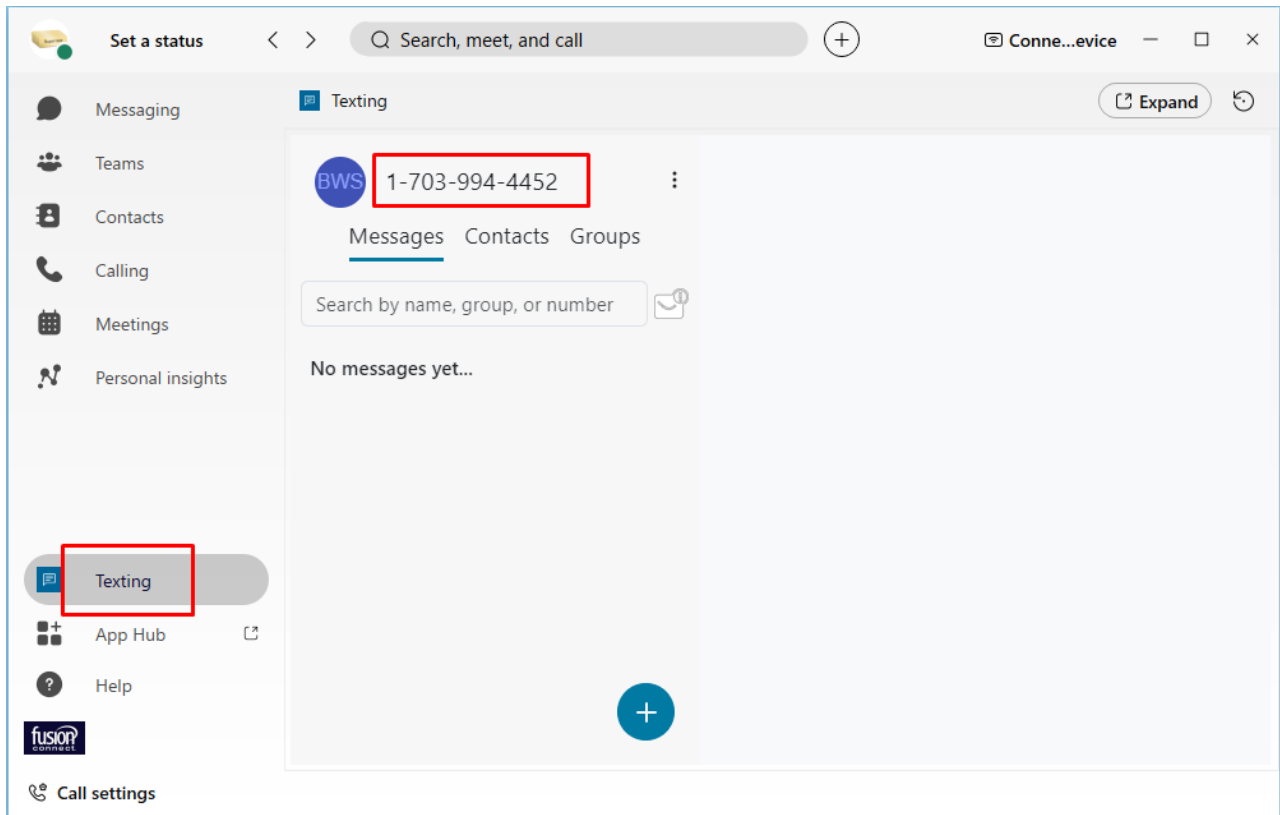 Set a status
Search, meet, and call
Conne...evice
Messaging
Teams
Contacts
Calling
Meetings
Personal insights
Texting
App Hub
Help
fusion
connect
Call settings
Texting
Expand
BWS
1-703-994-4452
Messages Contacts Groups
Search by name, group, or number
No messages yet...